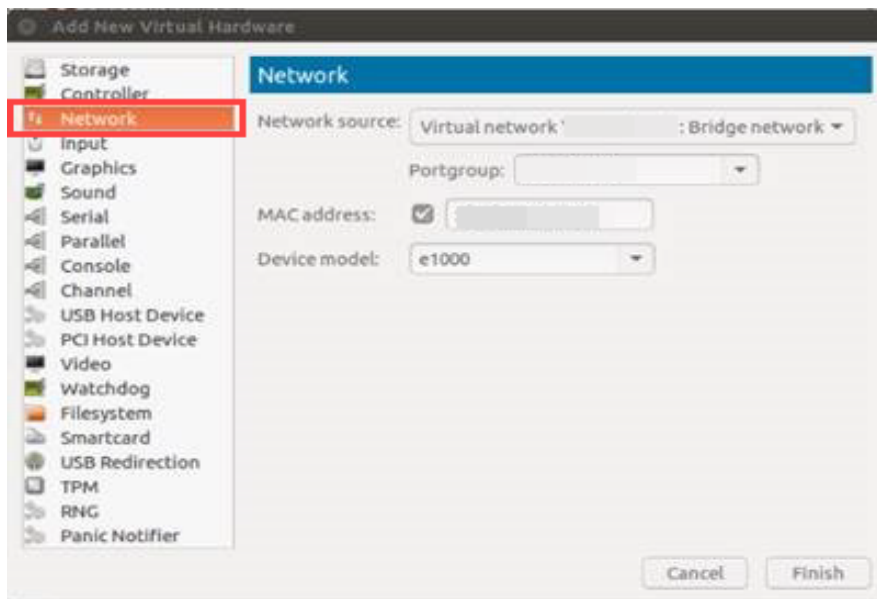 Add New Virtual Hardware
Storage
Controller
Network
Input
Graphics
Sound
Serial
Parallel
Console
Channel
USB Host Device
PCI Host Device
Video
Watchdog
Filesystem
Smartcard
USB Redirection
TPM
RNG
Panic Notifier
Network
Network source: Virtual network ' : Bridge network
Portgroup:
MAC address:
Device model: e1000
Cancel Finish